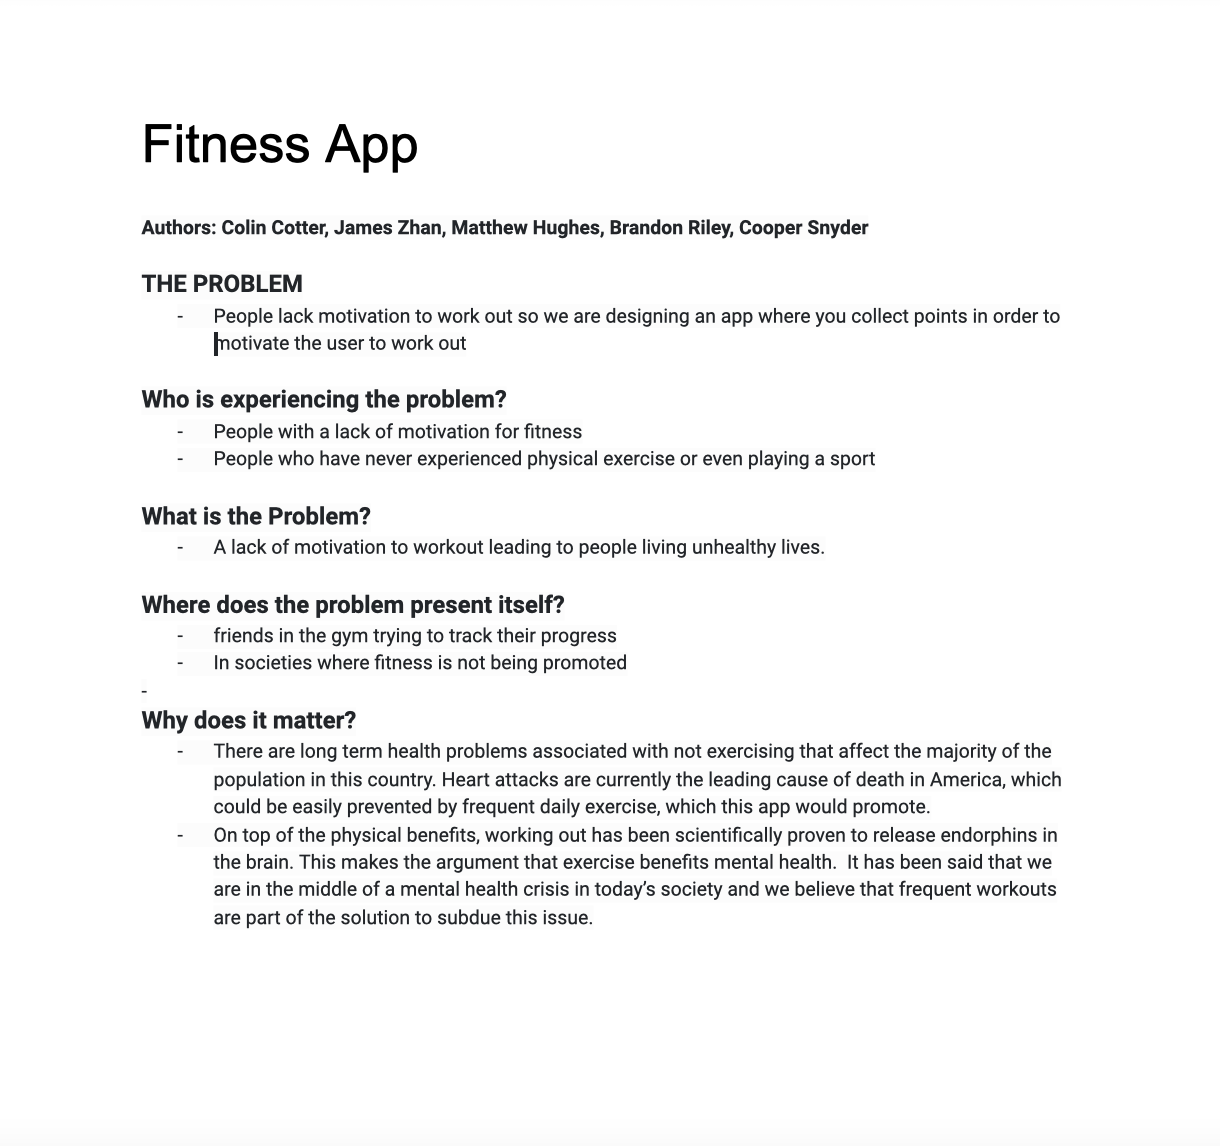 Fitness App
Authors: Colin Cotter, James Zhan, Matthew Hughes, Brandon Riley, Cooper Snyder
THE PROBLEM
- People lack motivation to work out so we are designing an app where you collect points in order to
motivate the user to work out
Who is experiencing the problem?
- People with a lack of motivation for fitness
- People who have never experienced physical exercise or even playing a sport
What is the Problem?
- A lack of motivation to workout leading to people living unhealthy lives.
Where does the problem present itself?
- friends in the gym trying to track their progress
- In societies where fitness is not being promoted
-
Why does it matter?
- There are long term health problems associated with not exercising that affect the majority of the
population in this country. Heart attacks are currently the leading cause of death in America, which
could be easily prevented by frequent daily exercise, which this app would promote.
- On top of the physical benefits, working out has been scientifically proven to release endorphins in
the brain. This makes the argument that exercise benefits mental health.  It has been said that we
are in the middle of a mental health crisis in today’s society and we believe that frequent workouts
are part of the solution to subdue this issue.